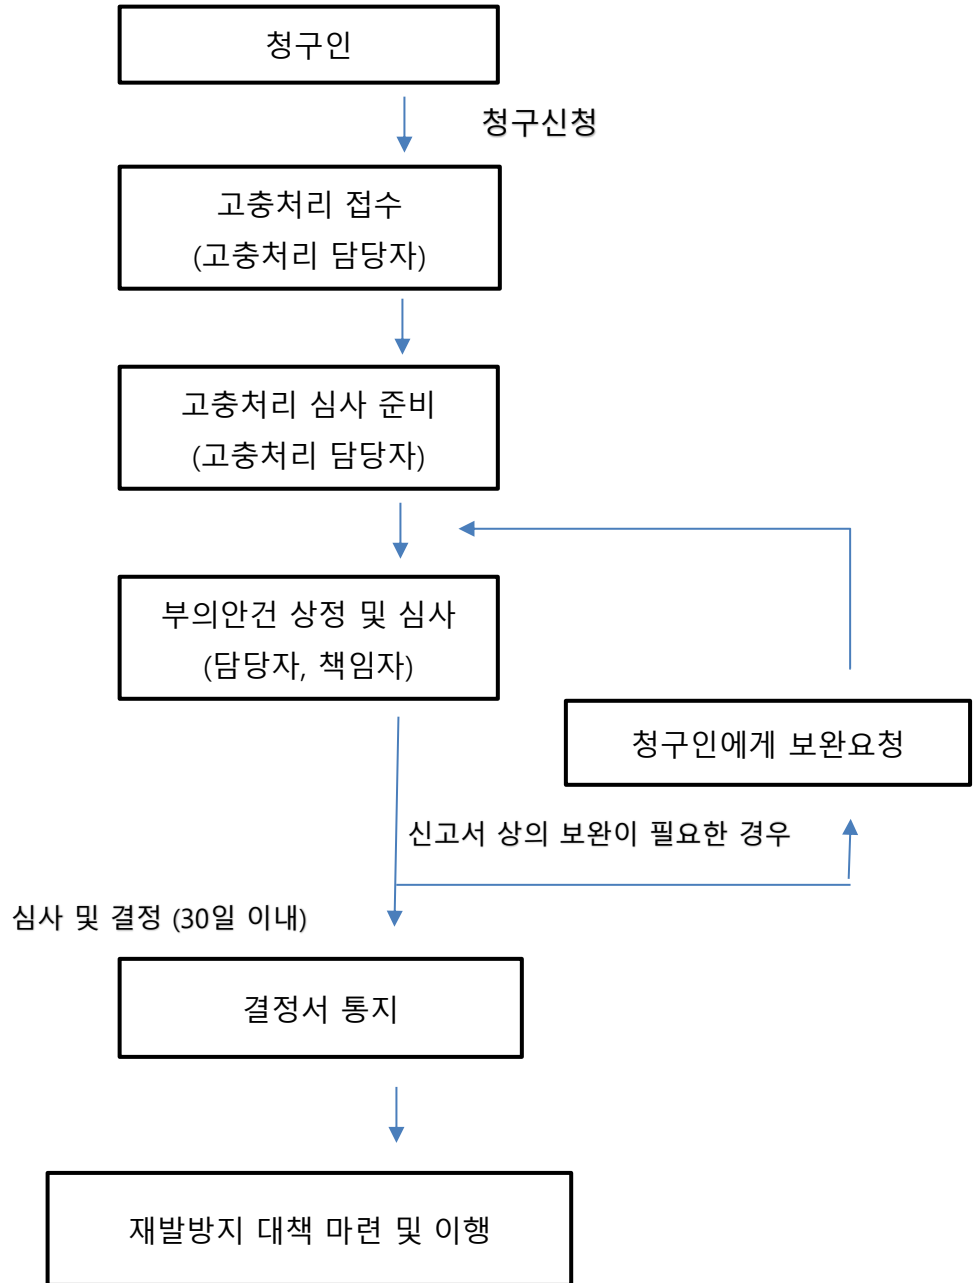 청구인
청구신청
고충처리 접수
(고충처리 담당자)
고충처리 심사 준비
(고충처리 담당자)
부의안건 상정 및 심사
(담당자, 책임자)
청구인에게 보완요청
신고서 상의 보완이 필요한 경우
심사 및 결정 (30일 이내)
결정서 통지
재발방지 대책 마련 및 이행